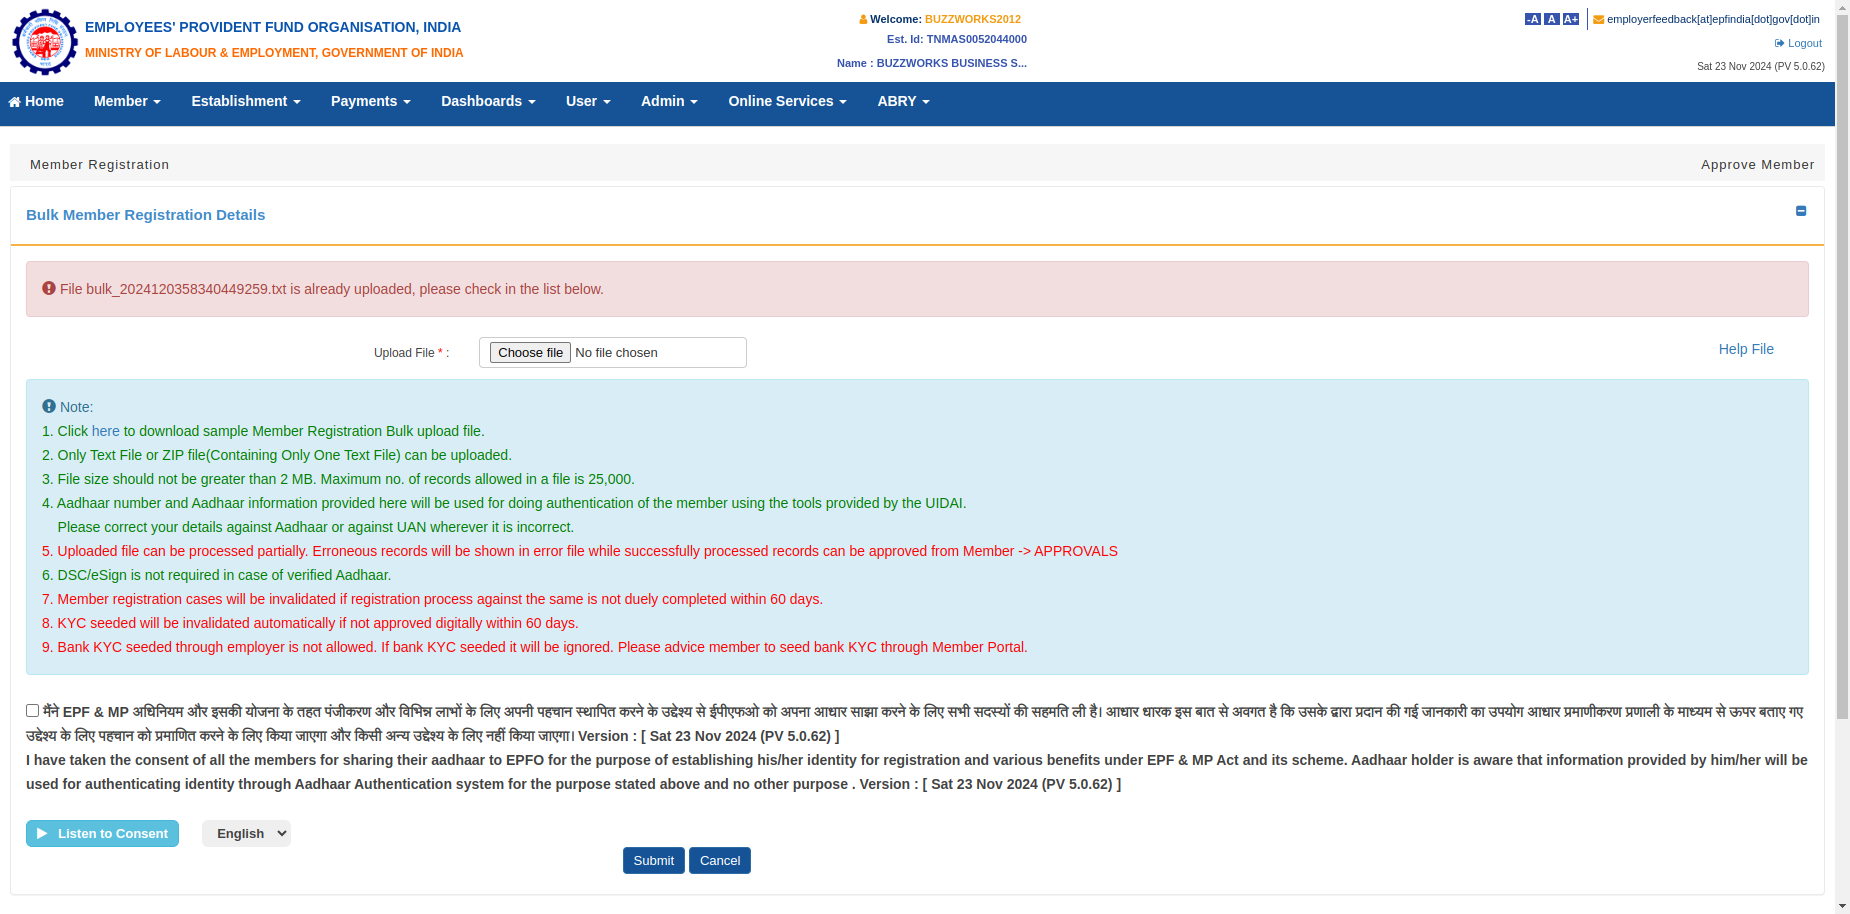 EMPLOYEES' PROVIDENT FUND ORGANISATION, INDIA
MINISTRY OF LABOUR & EMPLOYMENT, GOVERNMENT OF INDIA
Welcome: BUZZWORKS2012
Est. Id: TNMAS0052044000
Name : BUZZWORKS BUSINESS S...
-A A A+ employerfeedback[at]epfindia[dot]gov[dot]in
Logout
Sat 23 Nov 2024 (PV 5.0.62)
Home Member Establishment Payments Dashboards User Admin Online Services ABRY
Member Registration Approve Member
Bulk Member Registration Details
File bulk_2024120358340449259.txt is already uploaded, please check in the list below.
Upload File * : Choose file No file chosen Help File
Note:
1. Click here to download sample Member Registration Bulk upload file.
2. Only Text File or ZIP file(Containing Only One Text File) can be uploaded.
3. File size should not be greater than 2 MB. Maximum no. of records allowed in a file is 25,000.
4. Aadhaar number and Aadhaar information provided here will be used for doing authentication of the member using the tools provided by the UIDAI.
Please correct your details against Aadhaar or against UAN wherever it is incorrect.
5. Uploaded file can be processed partially. Erroneous records will be shown in error file while successfully processed records can be approved from Member -> APPROVALS
6. DSC/eSign is not required in case of verified Aadhaar.
7. Member registration cases will be invalidated if registration process against the same is not duely completed within 60 days.
8. KYC seeded will be invalidated automatically if not approved digitally within 60 days.
9. Bank KYC seeded through employer is not allowed. If bank KYC seeded it will be ignored. Please advice member to seed bank KYC through Member Portal.
मैंने EPF & MP अधिनियम और इसकी योजना के तहत पंजीकरण और विभिन्न लाभों के लिए अपनी पहचान स्थापित करने के उद्देश्य से ईपीएफओ को अपना आधार साझा करने के लिए सभी सदस्यों की सहमति ली है। आधार धारक इस बात से अवगत है कि उसके द्वारा प्रदान की गई जानकारी का उपयोग आधार प्रमाणीकरण प्रणाली के माध्यम से ऊपर बताए गए
उद्देश्य के लिए पहचान को प्रमाणित करने के लिए किया जाएगा और किसी अन्य उद्देश्य के लिए नहीं किया जाएगा। Version : [ Sat 23 Nov 2024 (PV 5.0.62) ]
I have taken the consent of all the members for sharing their aadhaar to EPFO for the purpose of establishing his/her identity for registration and various benefits under EPF & MP Act and its scheme. Aadhaar holder is aware that information provided by him/her will be
used for authenticating identity through Aadhaar Authentication system for the purpose stated above and no other purpose . Version : [ Sat 23 Nov 2024 (PV 5.0.62) ]
Listen to Consent English
Submit Cancel